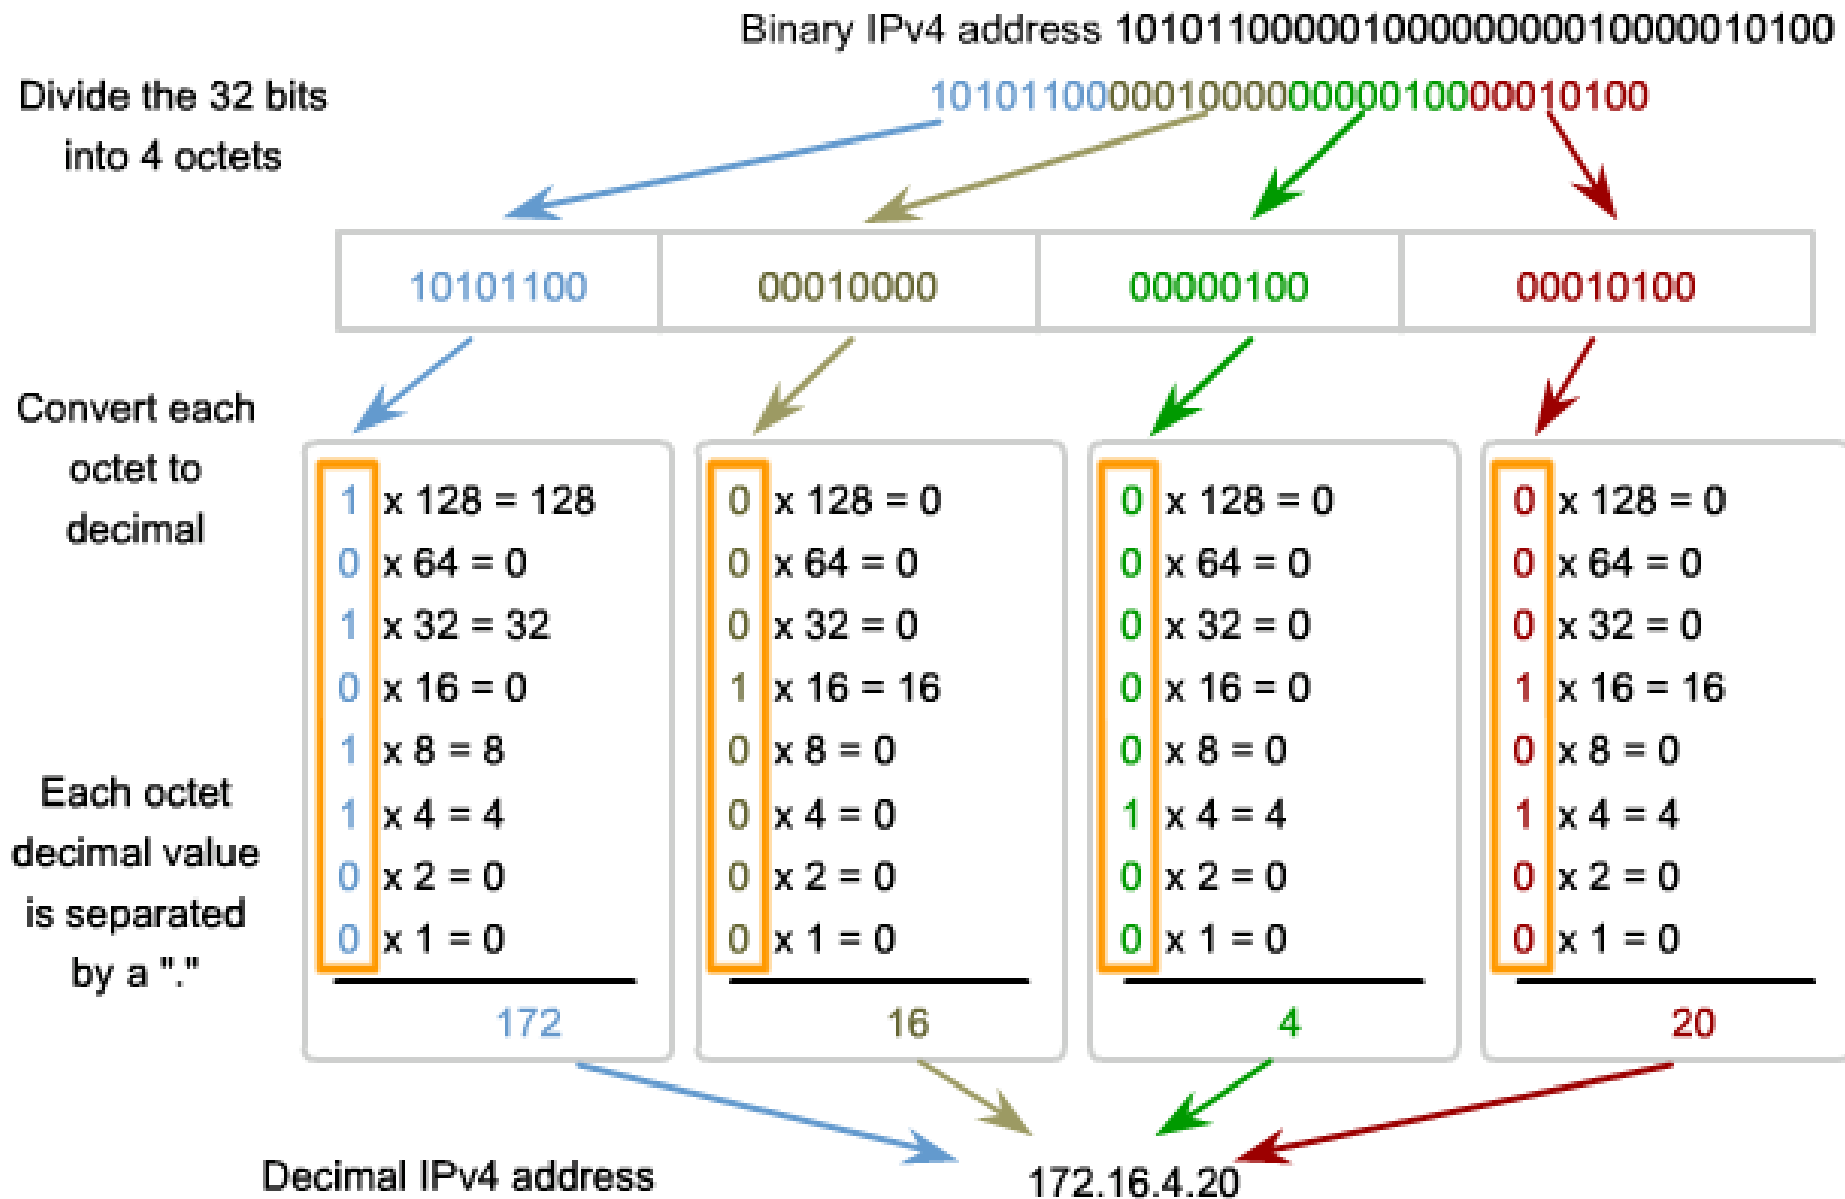 Binary IPv4 address 10101100000100000000010000010100
Divide the 32 bits
into 4 octets
10101100000100000000010000010100
10101100 00010000 00000100 00010100
Convert each
octet to
decimal
Each octet
decimal value
is separated
by a "."
1 x 128 = 128
0 x 64 = 0
1 x 32 = 32
0 x 16 = 0
1 x 8 = 8
1 x 4 = 4
0 x 2 = 0
0 x 1 = 0
172
0 x 128 = 0
0 x 64 = 0
0 x 32 = 0
1 x 16 = 16
0 x 8 = 0
0 x 4 = 0
0 x 2 = 0
0 x 1 = 0
16
0 x 128 = 0
0 x 64 = 0
0 x 32 = 0
0 x 16 = 0
0 x 8 = 0
1 x 4 = 4
0 x 2 = 0
0 x 1 = 0
4
0 x 128 = 0
0 x 64 = 0
0 x 32 = 0
1 x 16 = 16
0 x 8 = 0
1 x 4 = 4
0 x 2 = 0
0 x 1 = 0
20
Decimal IPv4 address 172.16.4.20